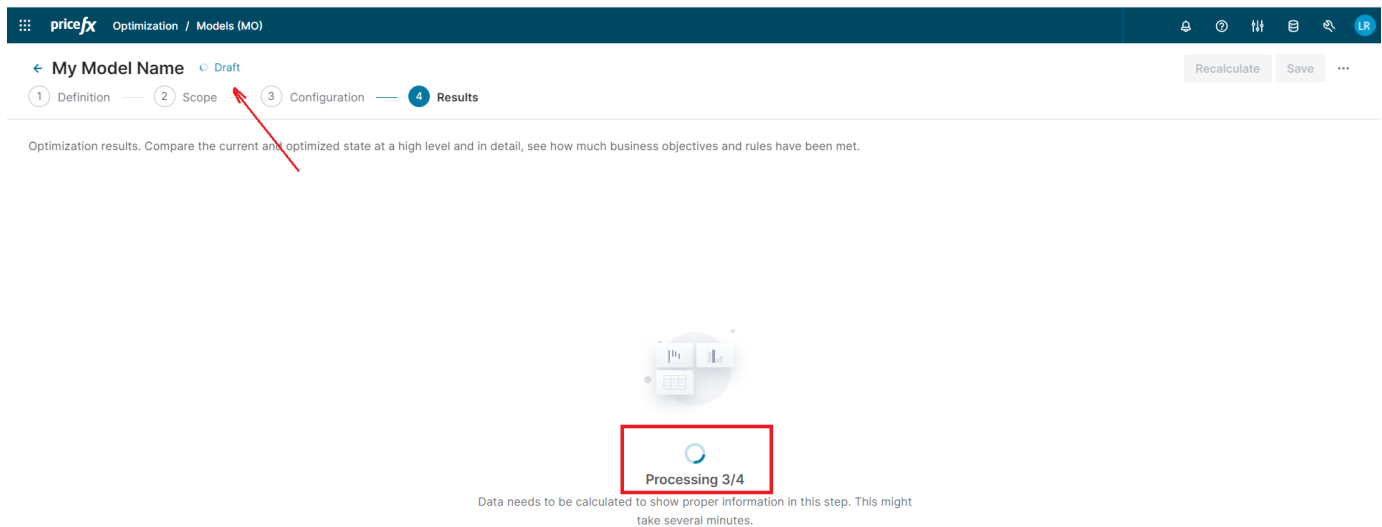 pricefx Optimization / Models (MO) LR
My Model Name Draft Recalculate Save ...
1 Definition 2 Scope 3 Configuration 4 Results
Optimization results. Compare the current and optimized state at a high level and in detail, see how much business objectives and rules have been met.
Processing 3/4
Data needs to be calculated to show proper information in this step. This might
take several minutes.